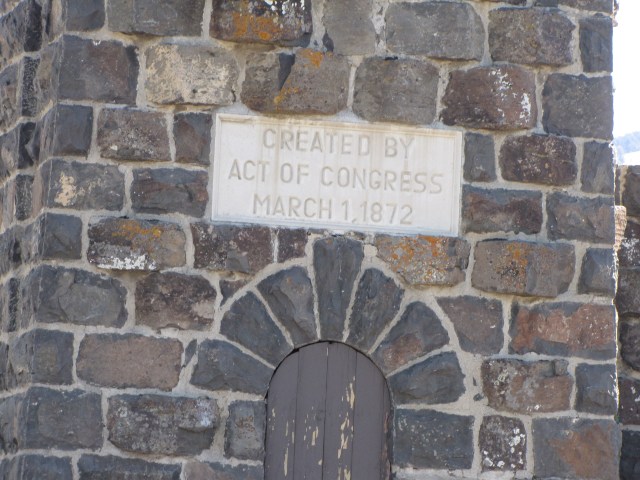 CREATED BY
ACT OF CONGRESS
MARCH 1, 1872